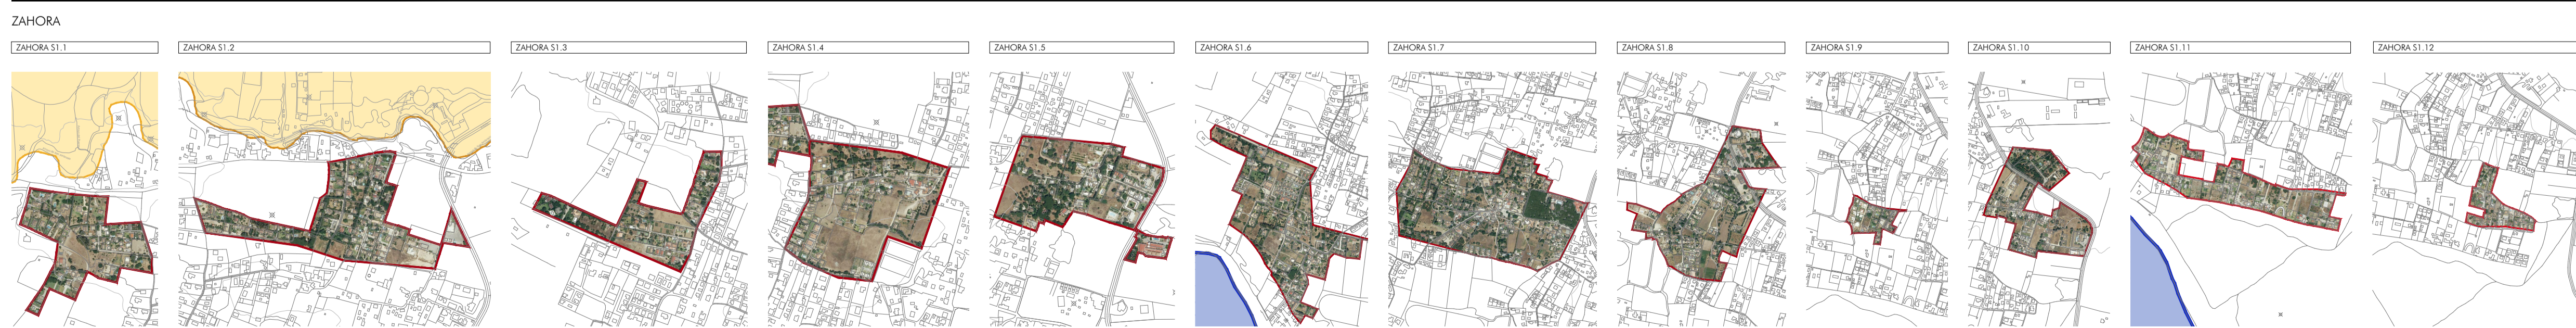 ZAHORA
ZAHORA S1.1
ZAHORA S1.2
ZAHORA S1.3
ZAHORA S1.4
ZAHORA S1.5
ZAHORA S1.6
ZAHORA S1.7
ZAHORA S1.8
ZAHORA S1.9
ZAHORA S1.10
ZAHORA S1.11
ZAHORA S1.12